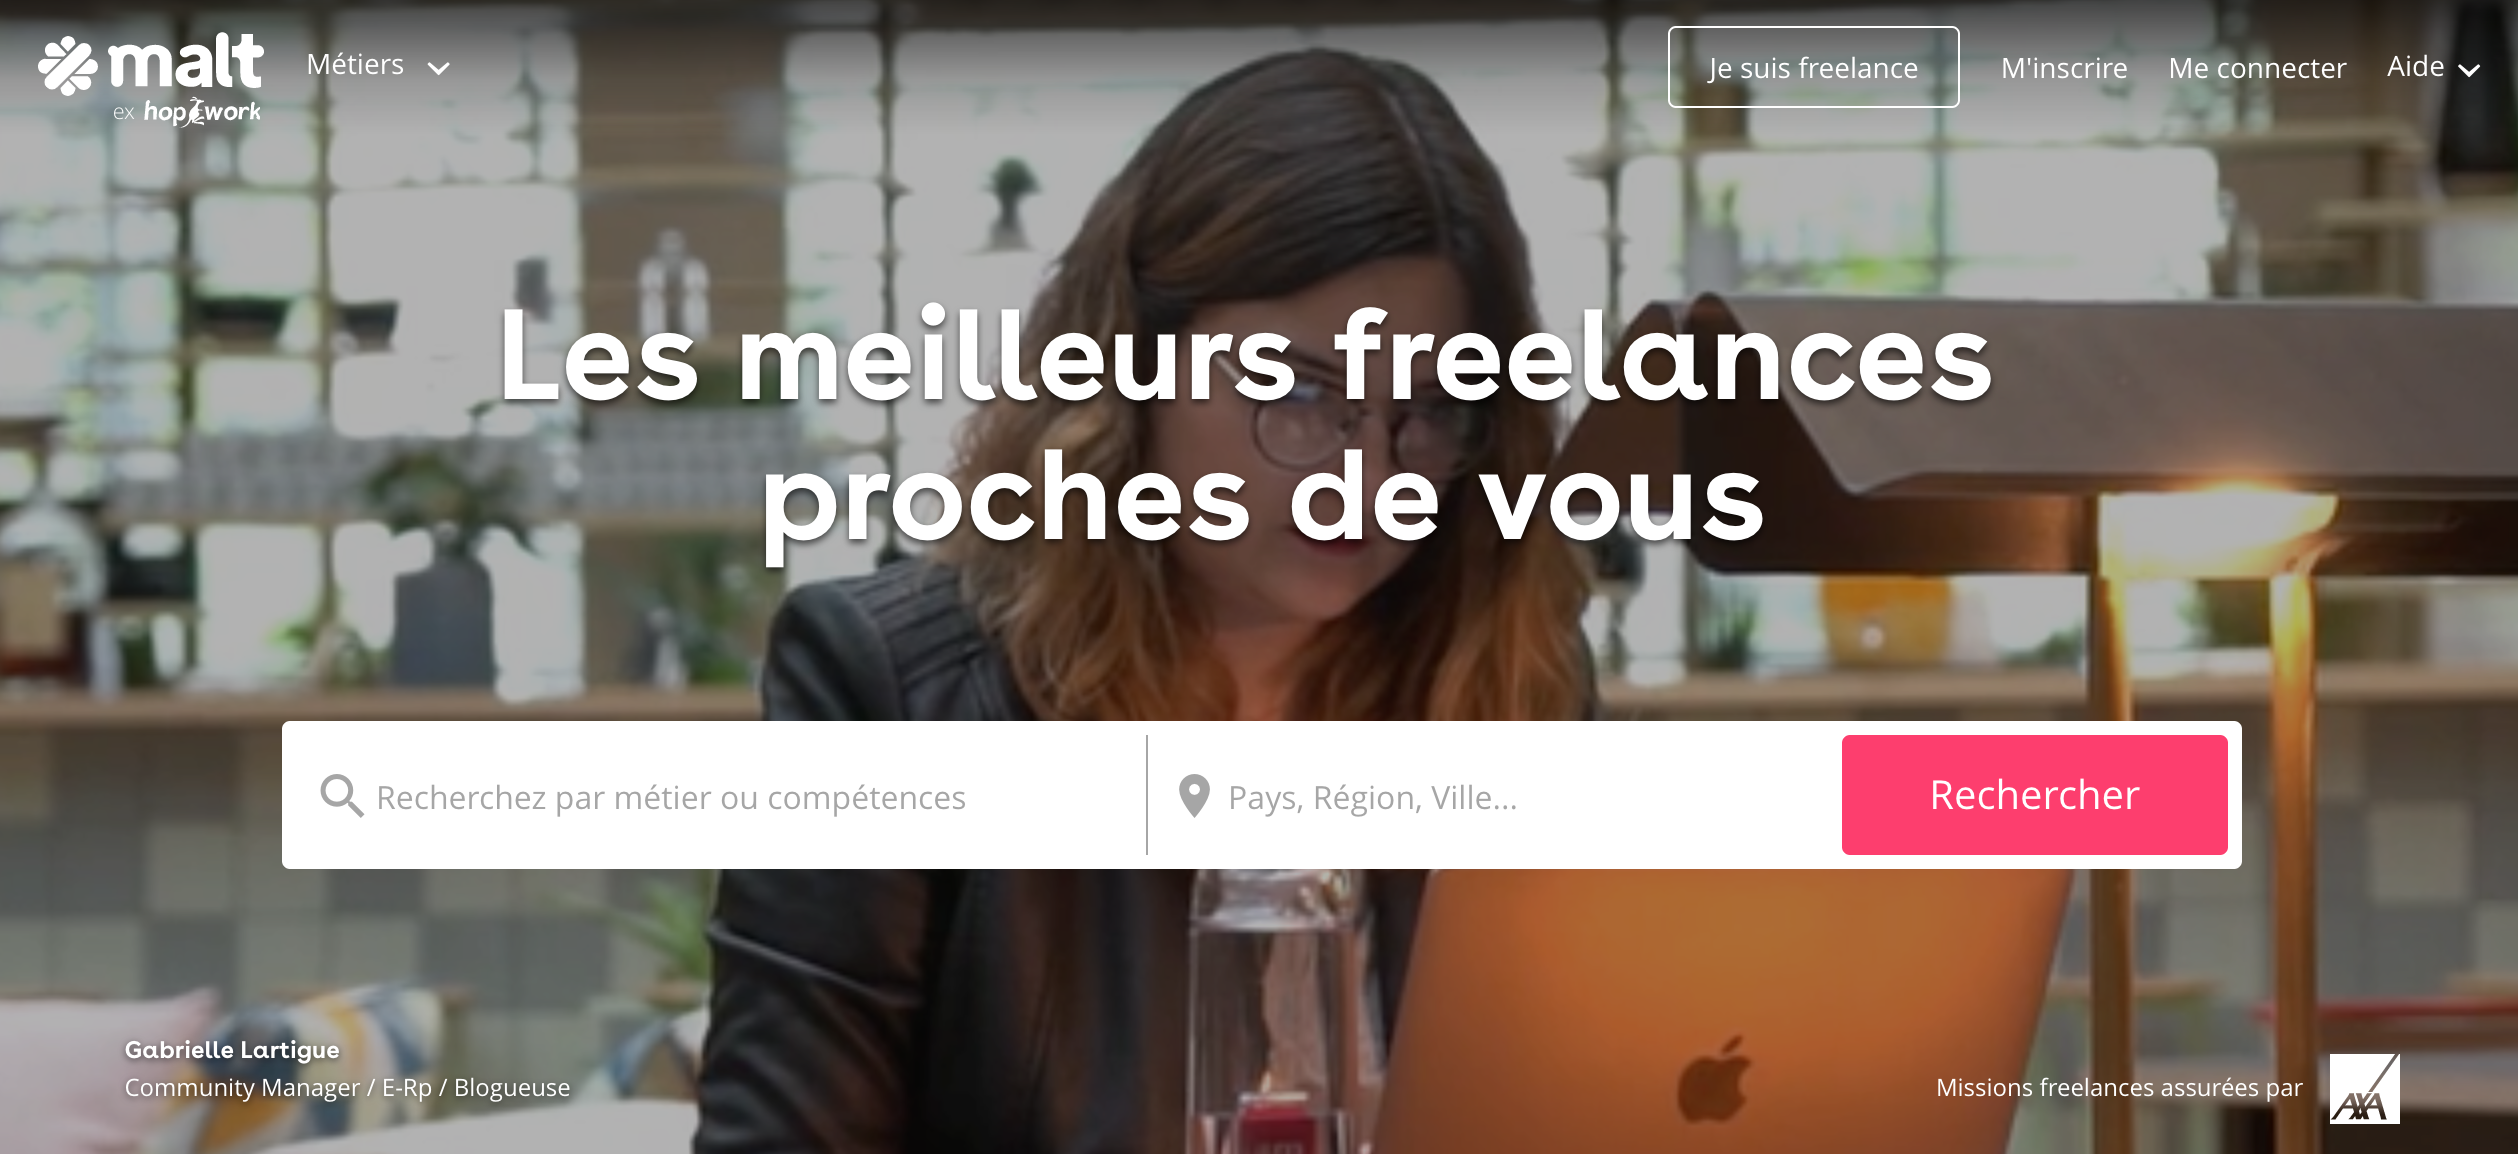 malt
Métiers
Je suis freelance
M'inscrire
Me connecter
Aide
ex hopwork
Les meilleurs freelances
proches de vous
Recherchez par métier ou compétences
Pays, Région, Ville...
Rechercher
Gabrielle Lartigue
Community Manager / E-Rp / Blogueuse
Missions freelances assurées par
AXA